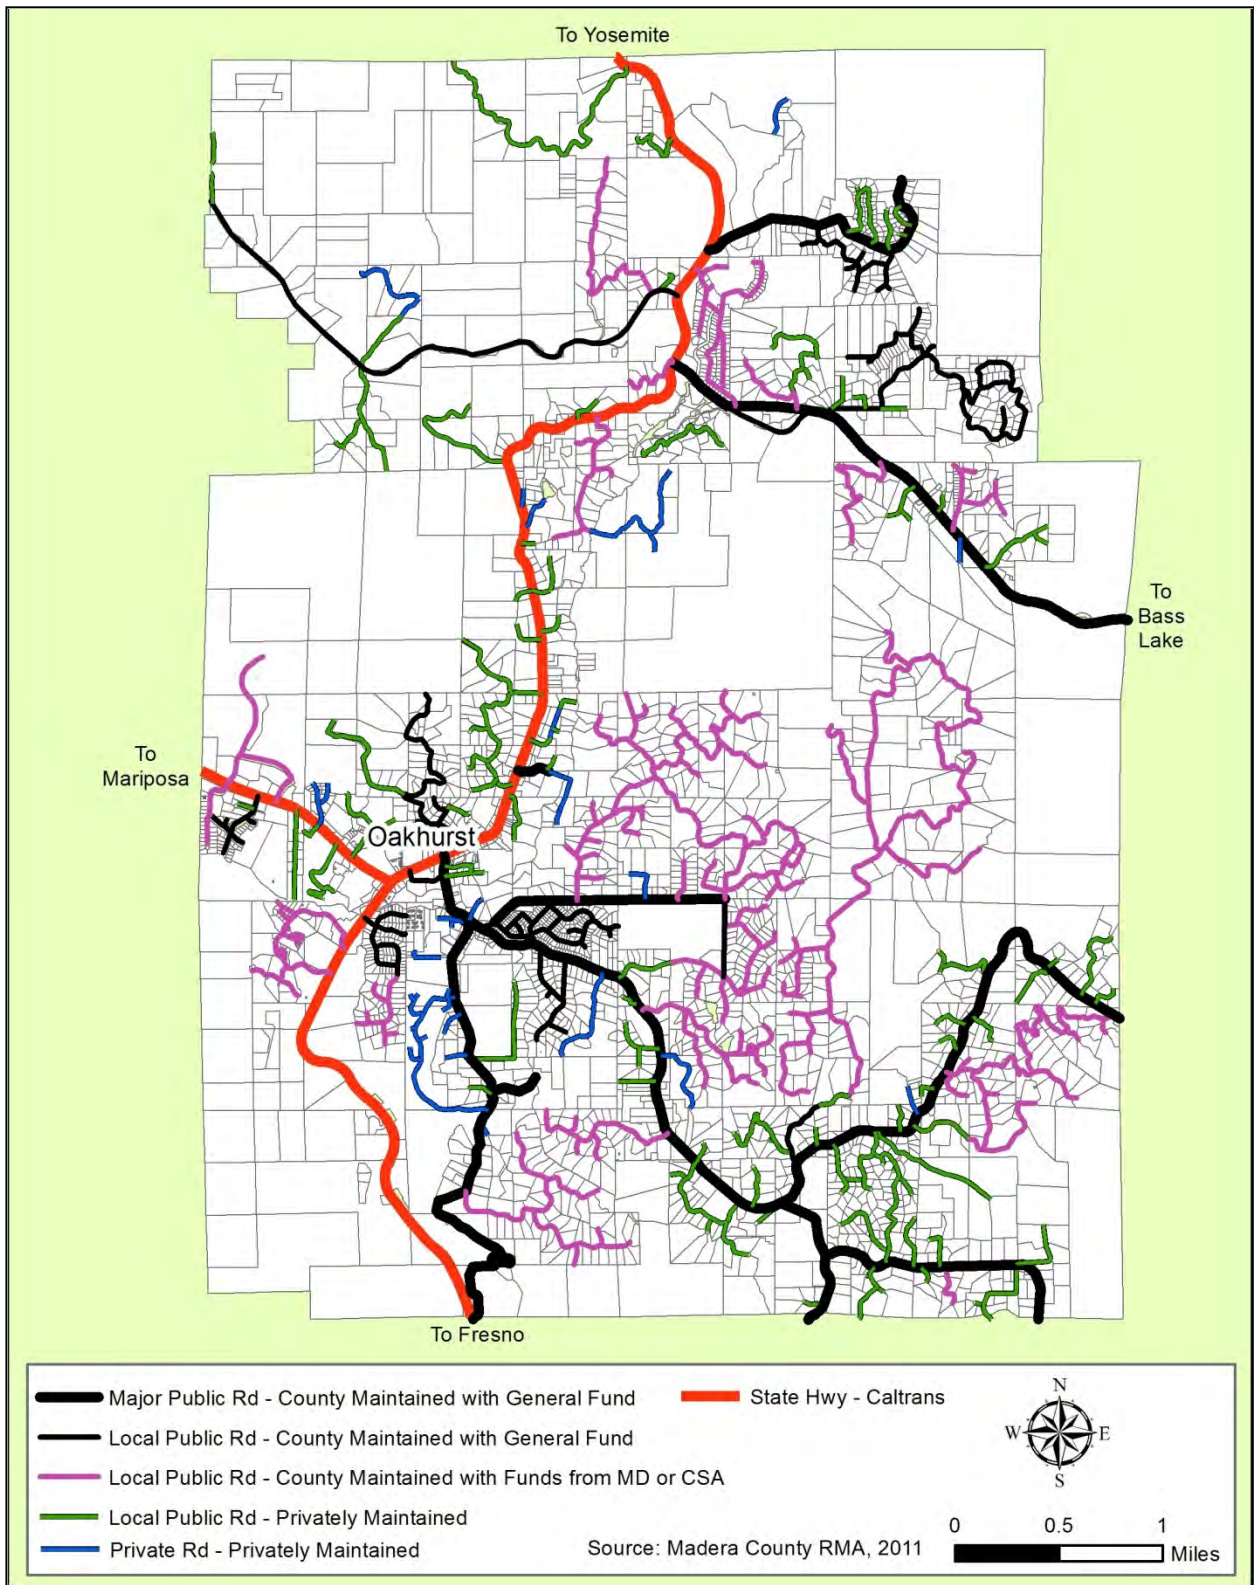 To Yosemite
To
Bass
Lake
To
Mariposa
Oakhurst
To Fresno
Major Public Rd - County Maintained with General Fund
State Hwy - Caltrans
Local Public Rd - County Maintained with General Fund
Local Public Rd - County Maintained with Funds from MD or CSA
Local Public Rd - Privately Maintained
Private Rd - Privately Maintained
Source: Madera County RMA, 2011
N
W E
S
0 0.5 1
Miles